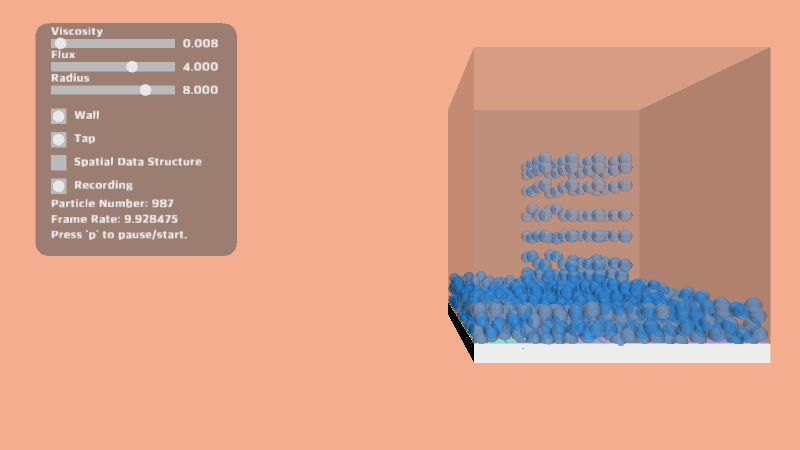 Viscosity
0.008
Flux
4.000
Radius
8.000
Wall
Tap
Spatial Data Structure
Recording
Particle Number: 987
Frame Rate: 9.928475
Press 'p' to pause/start.